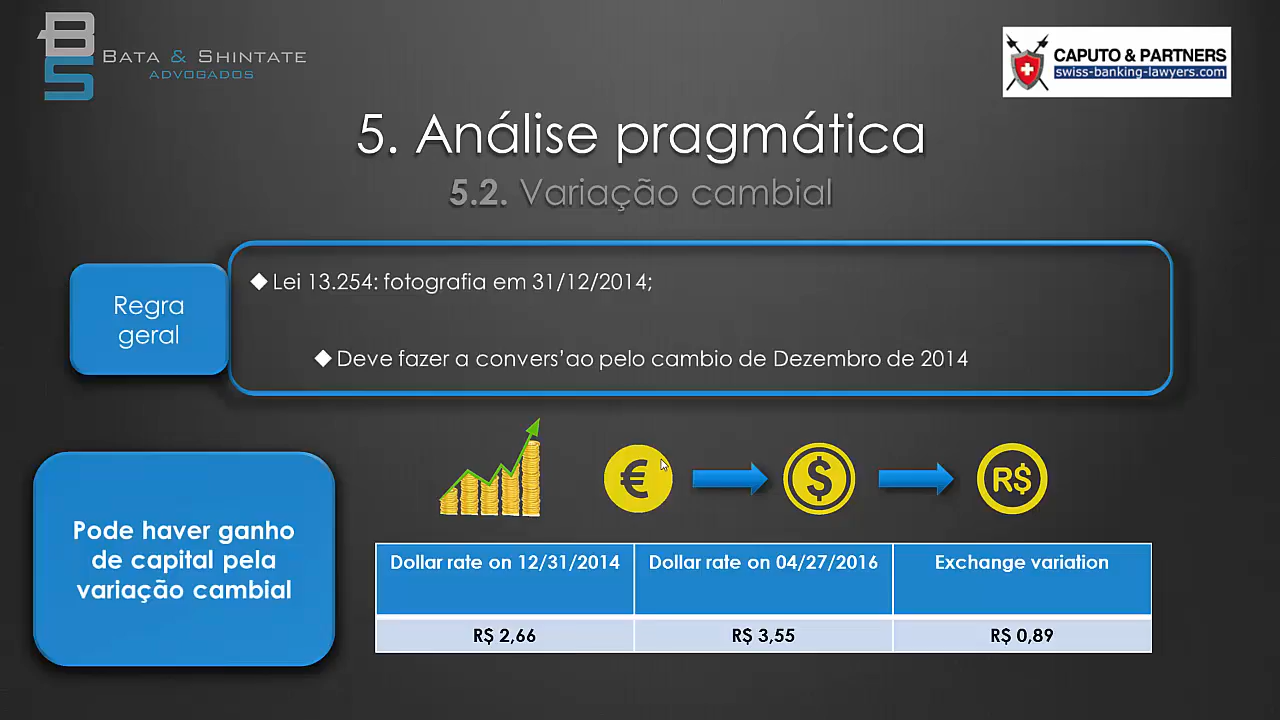 BS
BATA & SHINTATE
ADVOGADOS
CAPUTO & PARTNERS
swiss-banking-lawyers.com
5. Análise pragmática
5.2. Variação cambial
Regra
geral
Lei 13.254: fotografia em 31/12/2014;
Deve fazer a convers’ao pelo cambio de Dezembro de 2014
€
$
R$
Pode haver ganho
de capital pela
variação cambial
Dollar rate on 12/31/2014 Dollar rate on 04/27/2016 Exchange variation
R$ 2,66 R$ 3,55 R$ 0,89